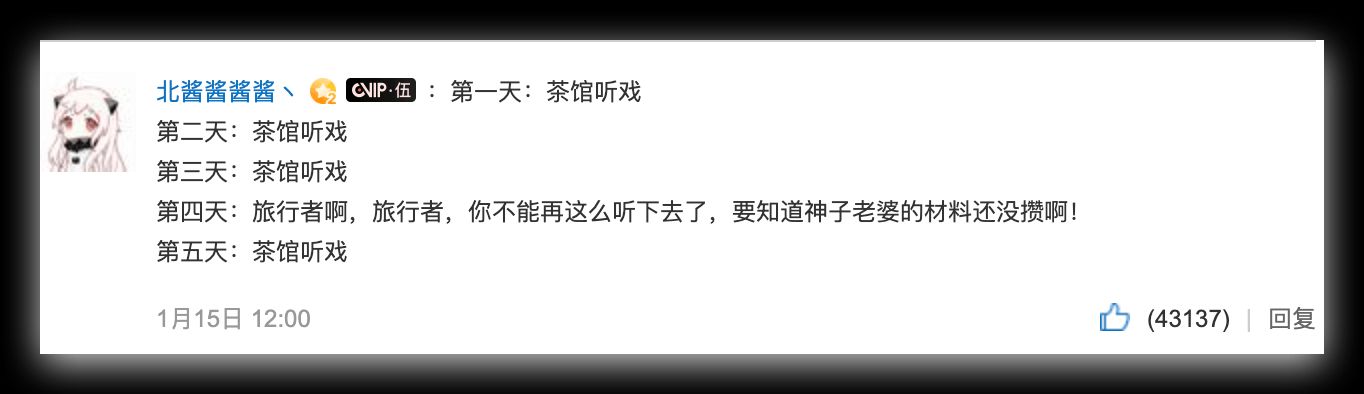 北酱酱酱酱丶 2 CVIP·伍 ：第一天：茶馆听戏
第二天：茶馆听戏
第三天：茶馆听戏
第四天：旅行者啊，旅行者，你不能再这么听下去了，要知道神子老婆的材料还没攒啊！
第五天：茶馆听戏
1月15日 12:00 (43137) | 回复